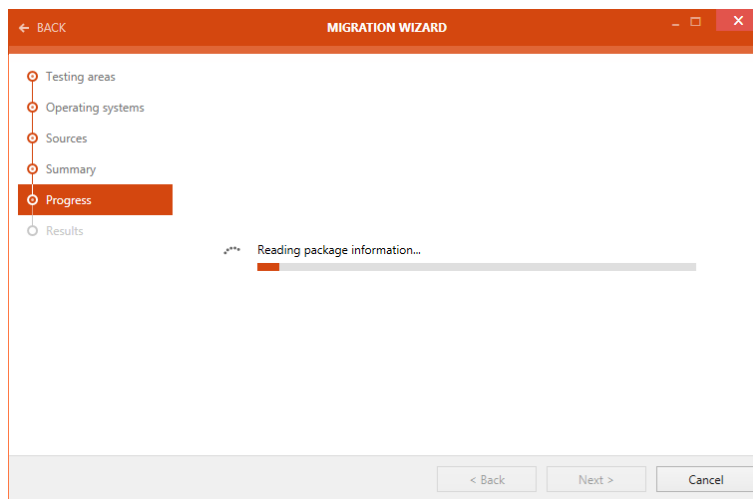 BACK
MIGRATION WIZARD
Testing areas
Operating systems
Sources
Summary
Progress
Results
Reading package information...
< Back
Next >
Cancel